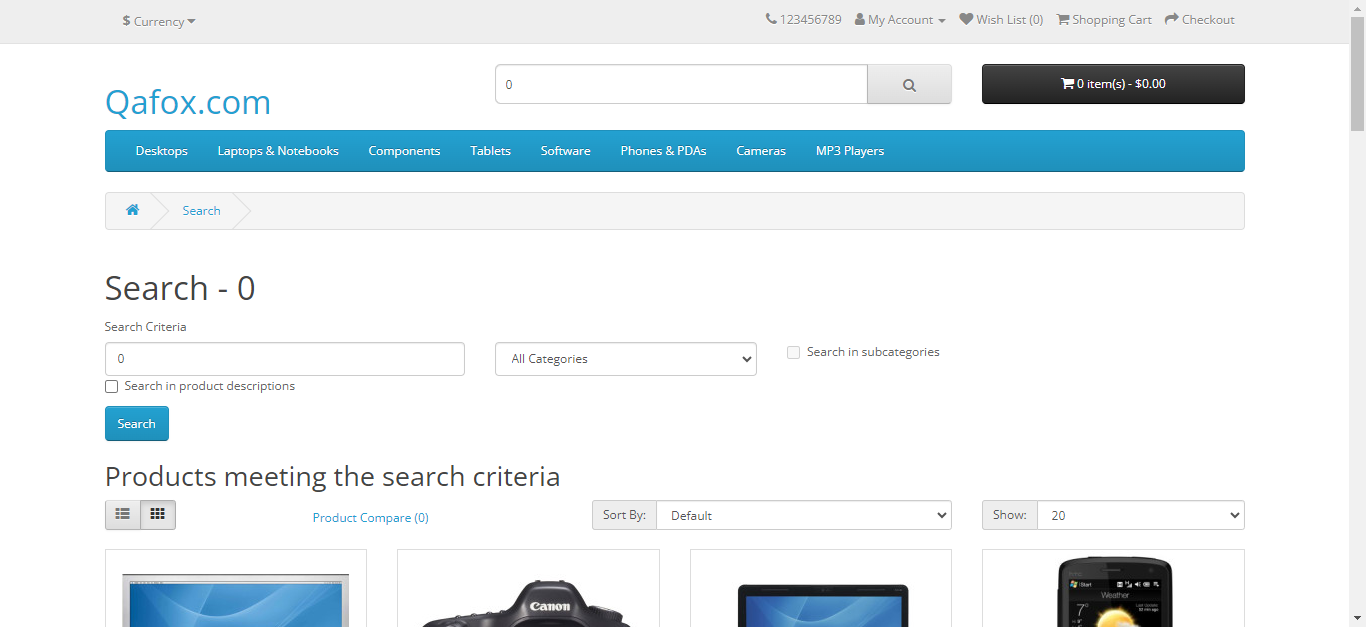 $ Currency
123456789 My Account Wish List (0) Shopping Cart Checkout
Qafox.com
0
0 item(s) - $0.00
Desktops Laptops & Notebooks Components Tablets Software Phones & PDAs Cameras MP3 Players
Search
Search - 0
Search Criteria
0 All Categories Search in subcategories
Search in product descriptions
Search
Products meeting the search criteria
Product Compare (0) Sort By: Default Show: 20
Canon
Start
Weather
7°